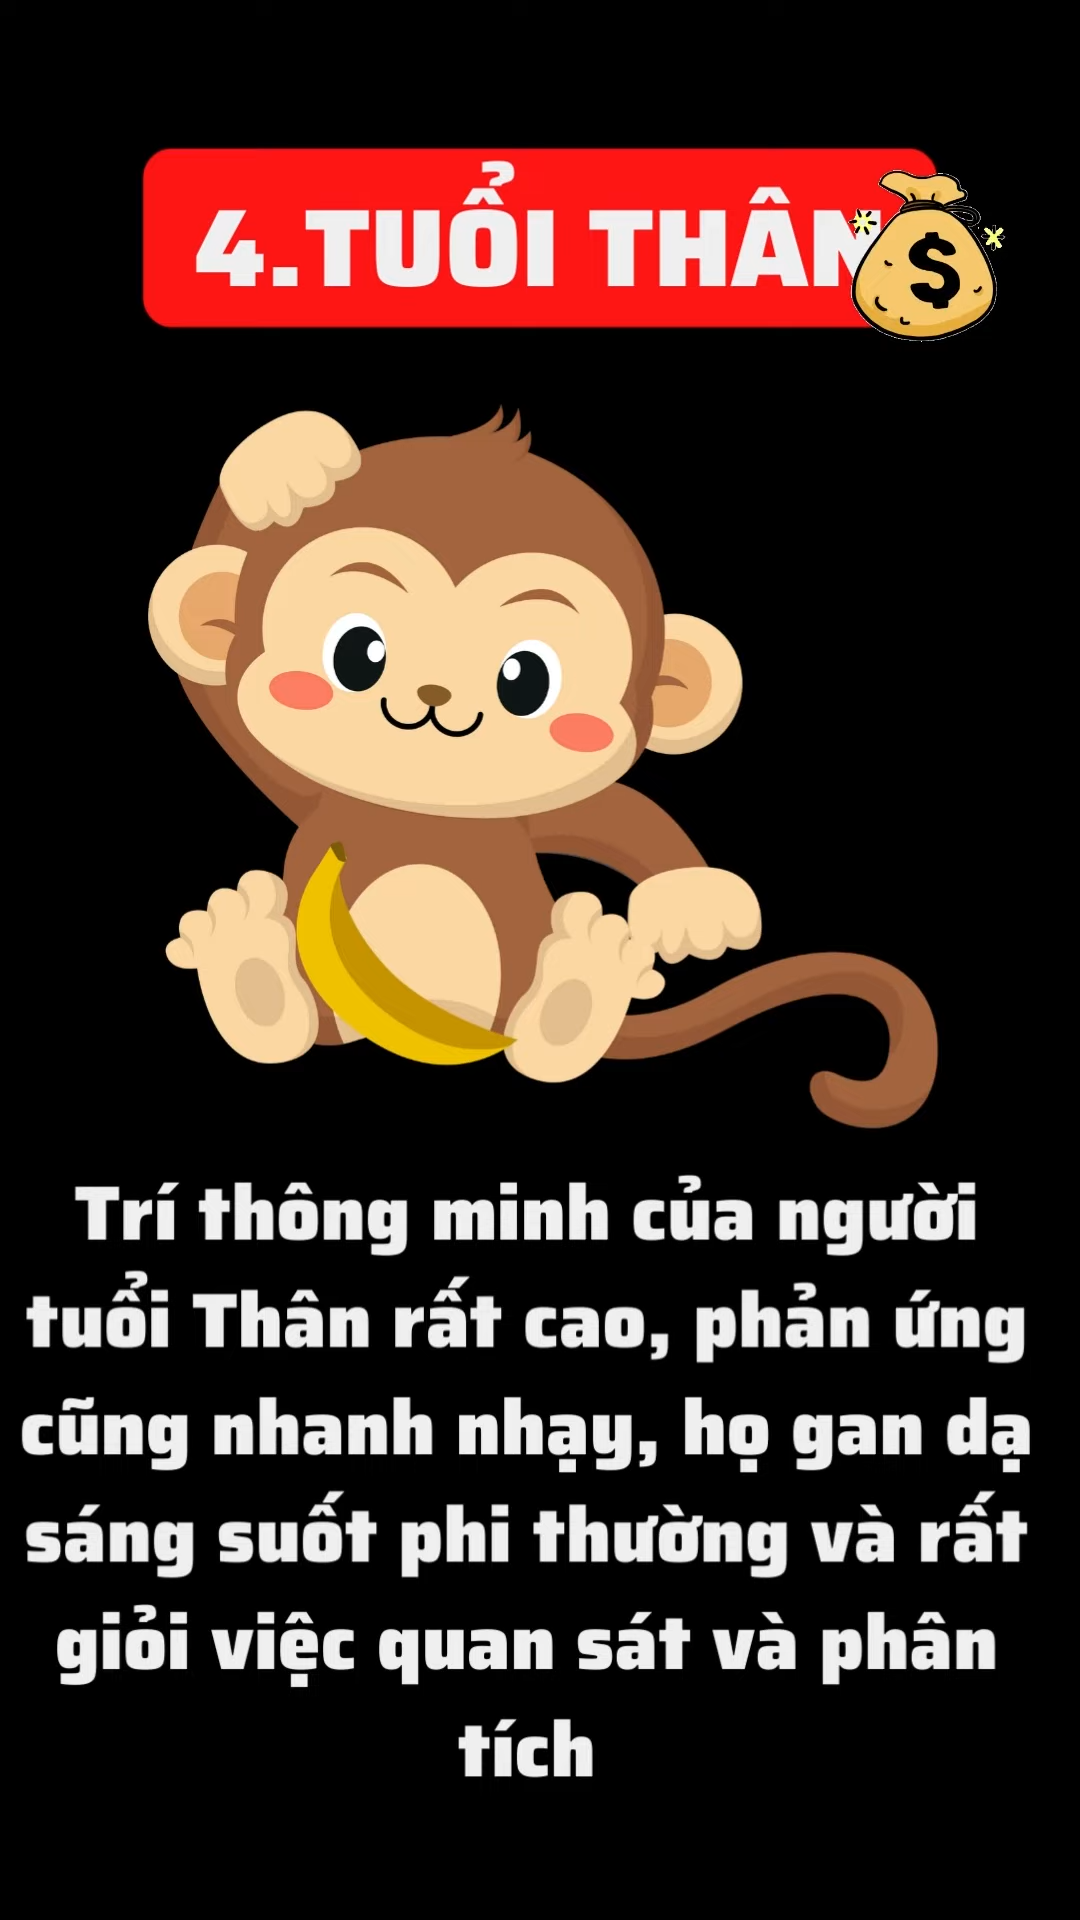 4.TUỔI THÂN
$
Trí thông minh của người
tuổi Thân rất cao, phản ứng
cũng nhanh nhạy, họ gan dạ
sáng suốt phi thường và rất
giỏi việc quan sát và phân
tích